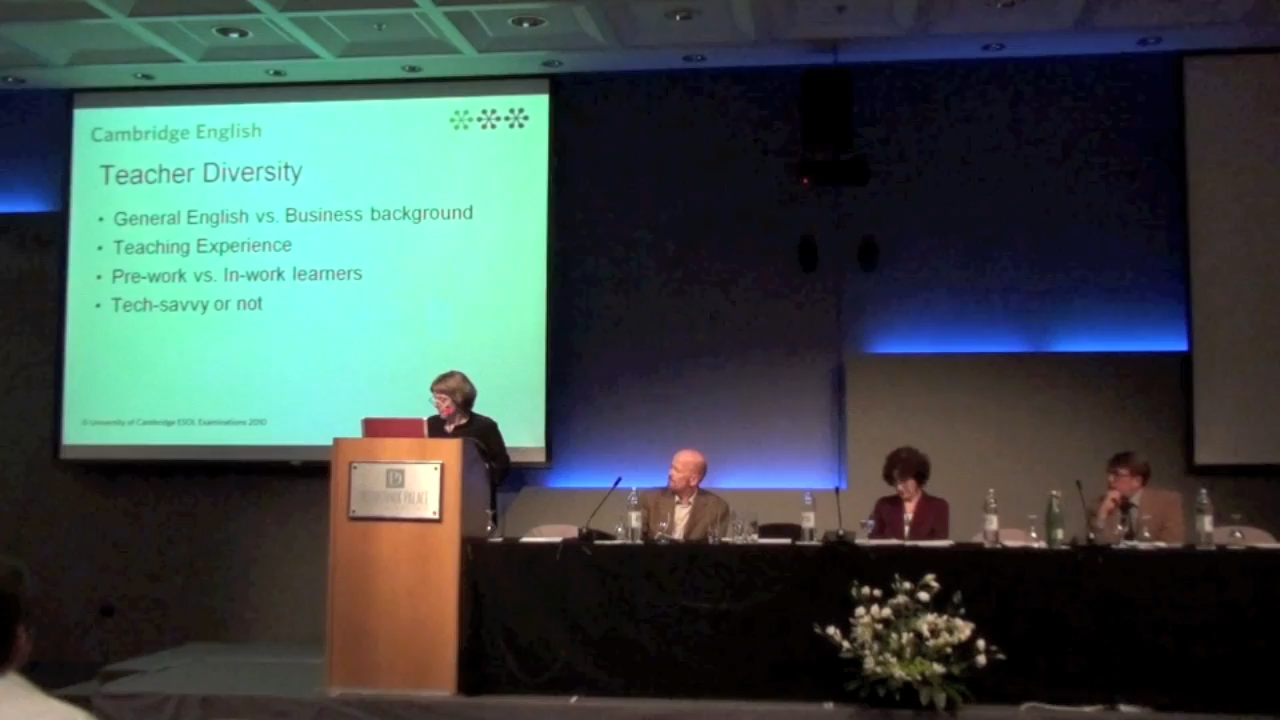 Cambridge English
Teacher Diversity
• General English vs. Business background
• Teaching Experience
• Pre-work vs. In-work learners
• Tech-savvy or not
© University of Cambridge ESOL Examinations 2010
PALACE